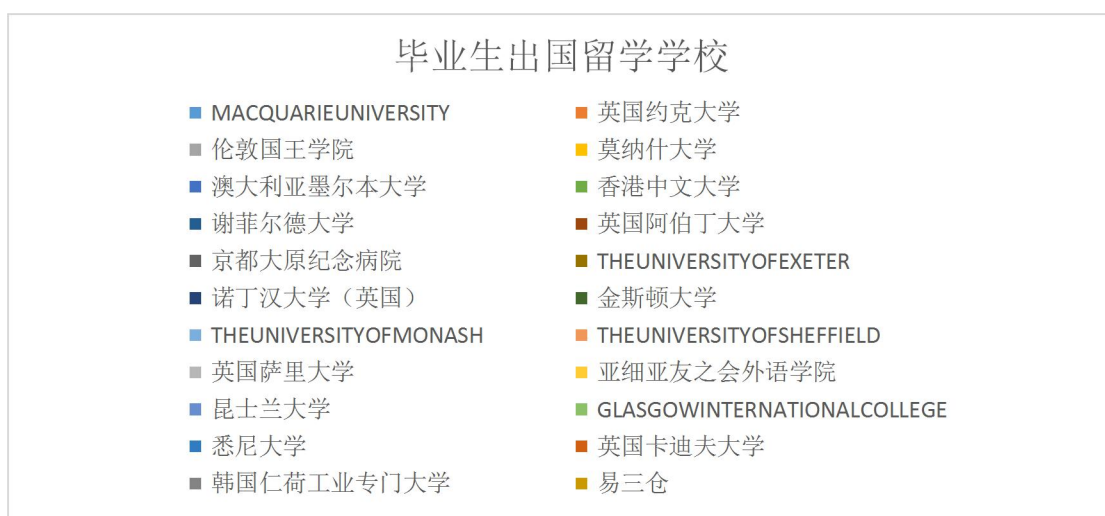 毕业生出国留学学校
MACQUARIEUNIVERSITY 英国约克大学
伦敦国王学院 莫纳什大学
澳大利亚墨尔本大学 香港中文大学
谢菲尔德大学 英国阿伯丁大学
京都大原纪念病院 THEUNIVERSITYOFEXETER
诺丁汉大学（英国） 金斯顿大学
THEUNIVERSITYOFMONASH THEUNIVERSITYOFSHEFFIELD
英国萨里大学 亚细亚友之会外语学院
昆士兰大学 GLASGOWINTERNATIONALCOLLEGE
悉尼大学 英国卡迪夫大学
韩国仁荷工业专门大学 易三仓